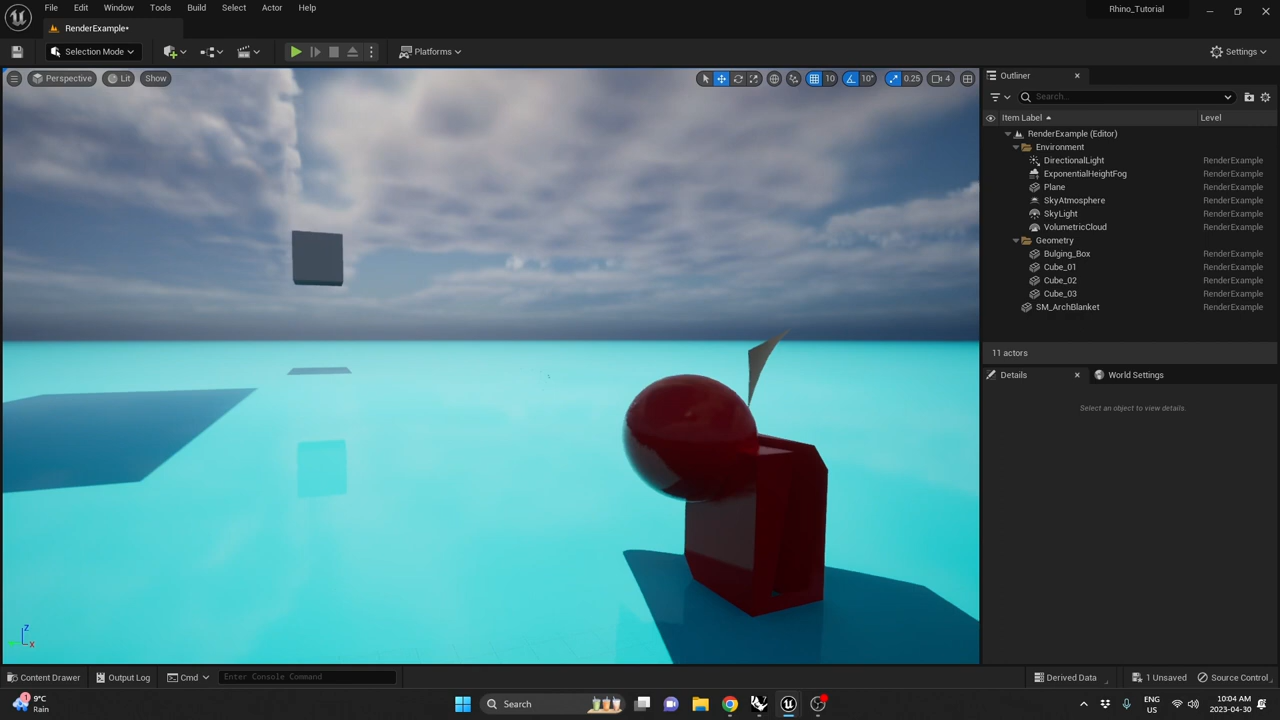 File Edit Window Tools Build Select Actor Help
Rhino_Tutorial
RenderExample*
Selection Mode
Platforms
Settings
Perspective Lit Show
10 10° 0.25 4
Outliner
Search...
Item Label Level
RenderExample (Editor)
Environment
DirectionalLight RenderExample
ExponentialHeightFog RenderExample
Plane RenderExample
SkyAtmosphere RenderExample
SkyLight RenderExample
VolumetricCloud RenderExample
Geometry
Bulging_Box RenderExample
Cube_01 RenderExample
Cube_02 RenderExample
Cube_03 RenderExample
SM_ArchBlanket RenderExample
11 actors
Details World Settings
Select an object to view details.
Z
X
Content Drawer Output Log Cmd Enter Console Command Derived Data 1 Unsaved Source Control
1
9°C
Rain
Search
ENG
US
10:04 AM
2023-04-30